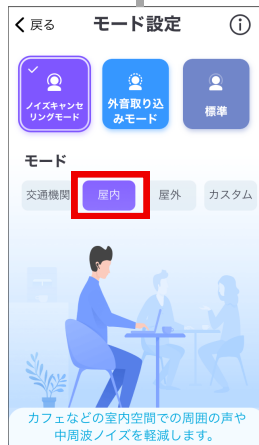 戻る
モード設定
ノイズキャンセ
リングモード
外音取り込
みモード
標準
モード
交通機関
屋内
屋外
カスタム
カフェなどの室内空間での周囲の声や
中周波ノイズを軽減します。